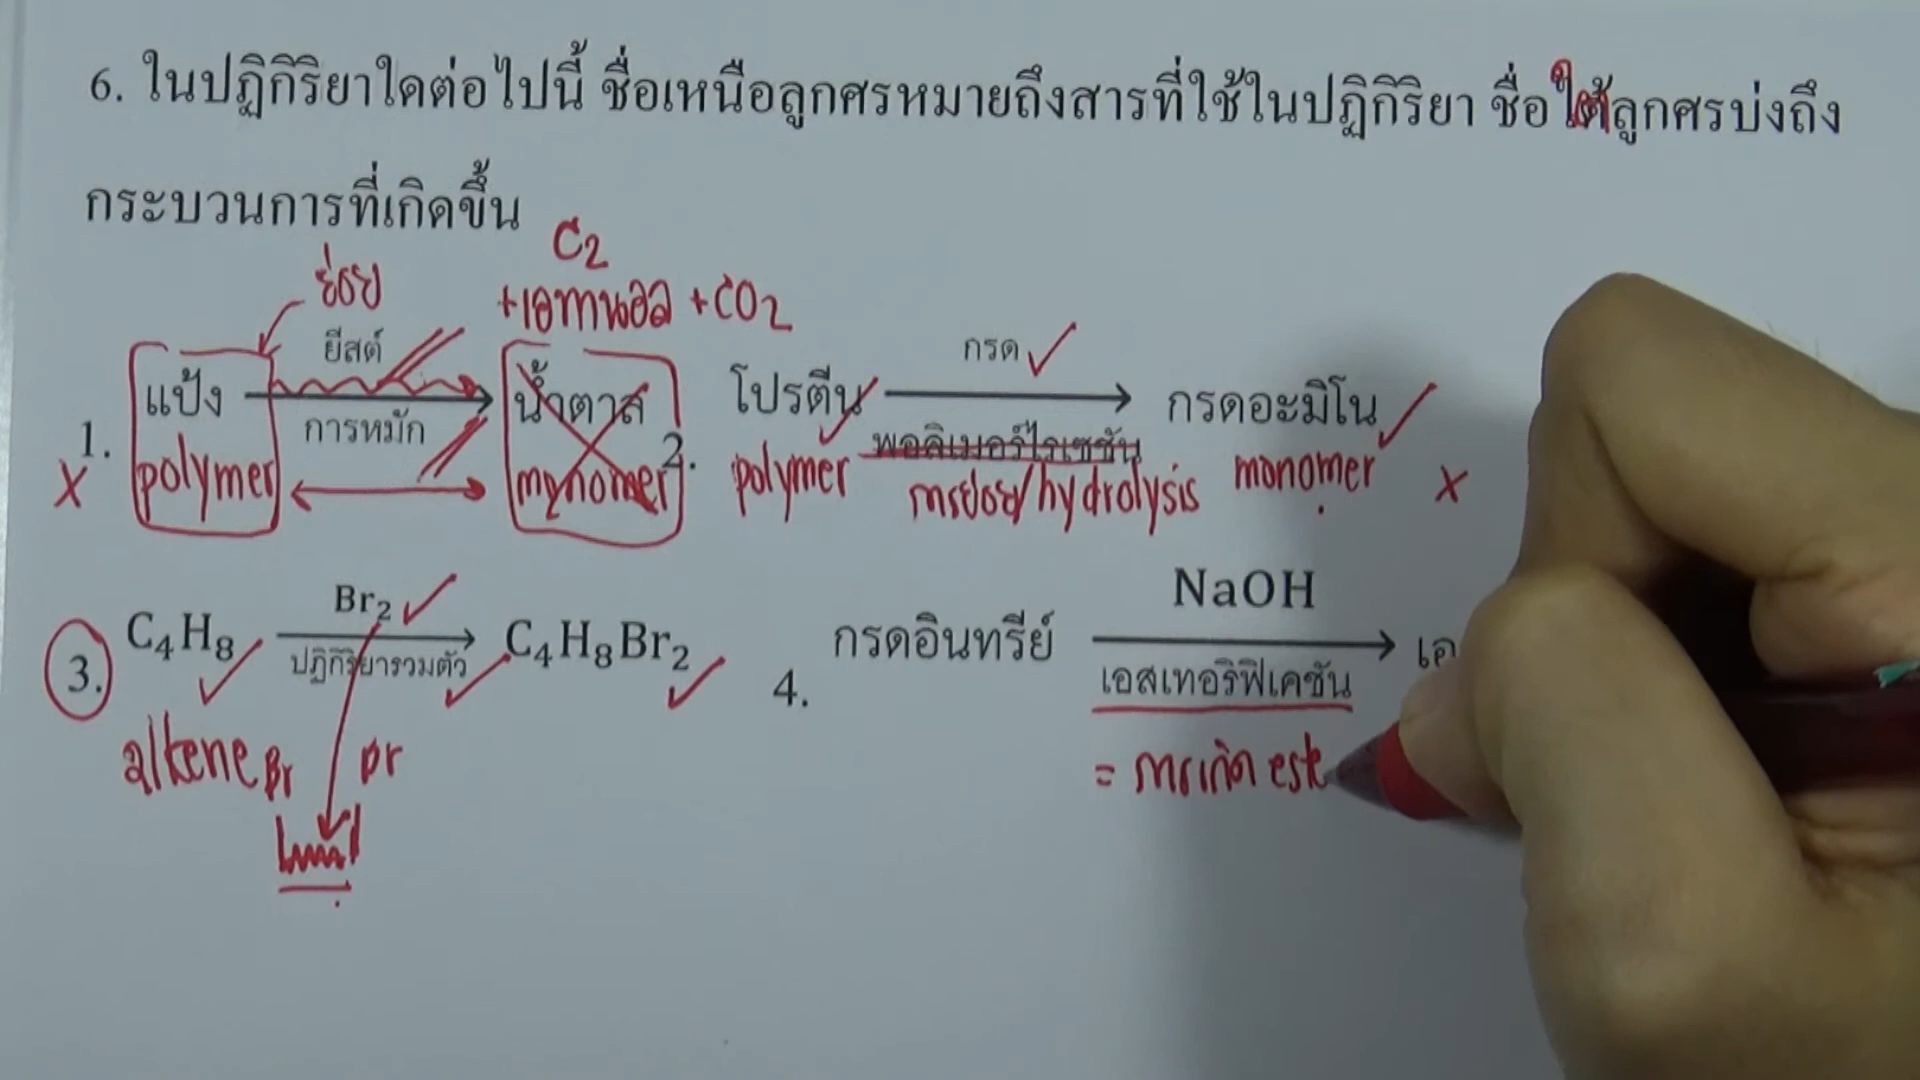 6. ในปฏิกิริยาใดต่อไปนี้ ชื่อเหนือลูกศรหมายถึงสารที่ใช้ในปฏิกิริยา ชื่อใต้ลูกศรบ่งถึง
กระบวนการที่เกิดขึ้น
C2
ย่อย
+เอทานอล +CO2
ยีสต์
กรด
แป้ง
น้ำตาล
โปรตีน
กรดอะมิโน
1.
การหมัก
2.
พอลิเมอร์ไรเซชัน
X
polymer
monomer
polymer
การย่อย/hydrolysis
monomer
X
Br₂
NaOH
3.
C₄H₈
C₄H₈Br₂
ปฏิกิริยารวมตัว
4.
กรดอินทรีย์
เอ
เอสเทอริฟิเคชัน
alkene
Br
Br
= การเกิด este